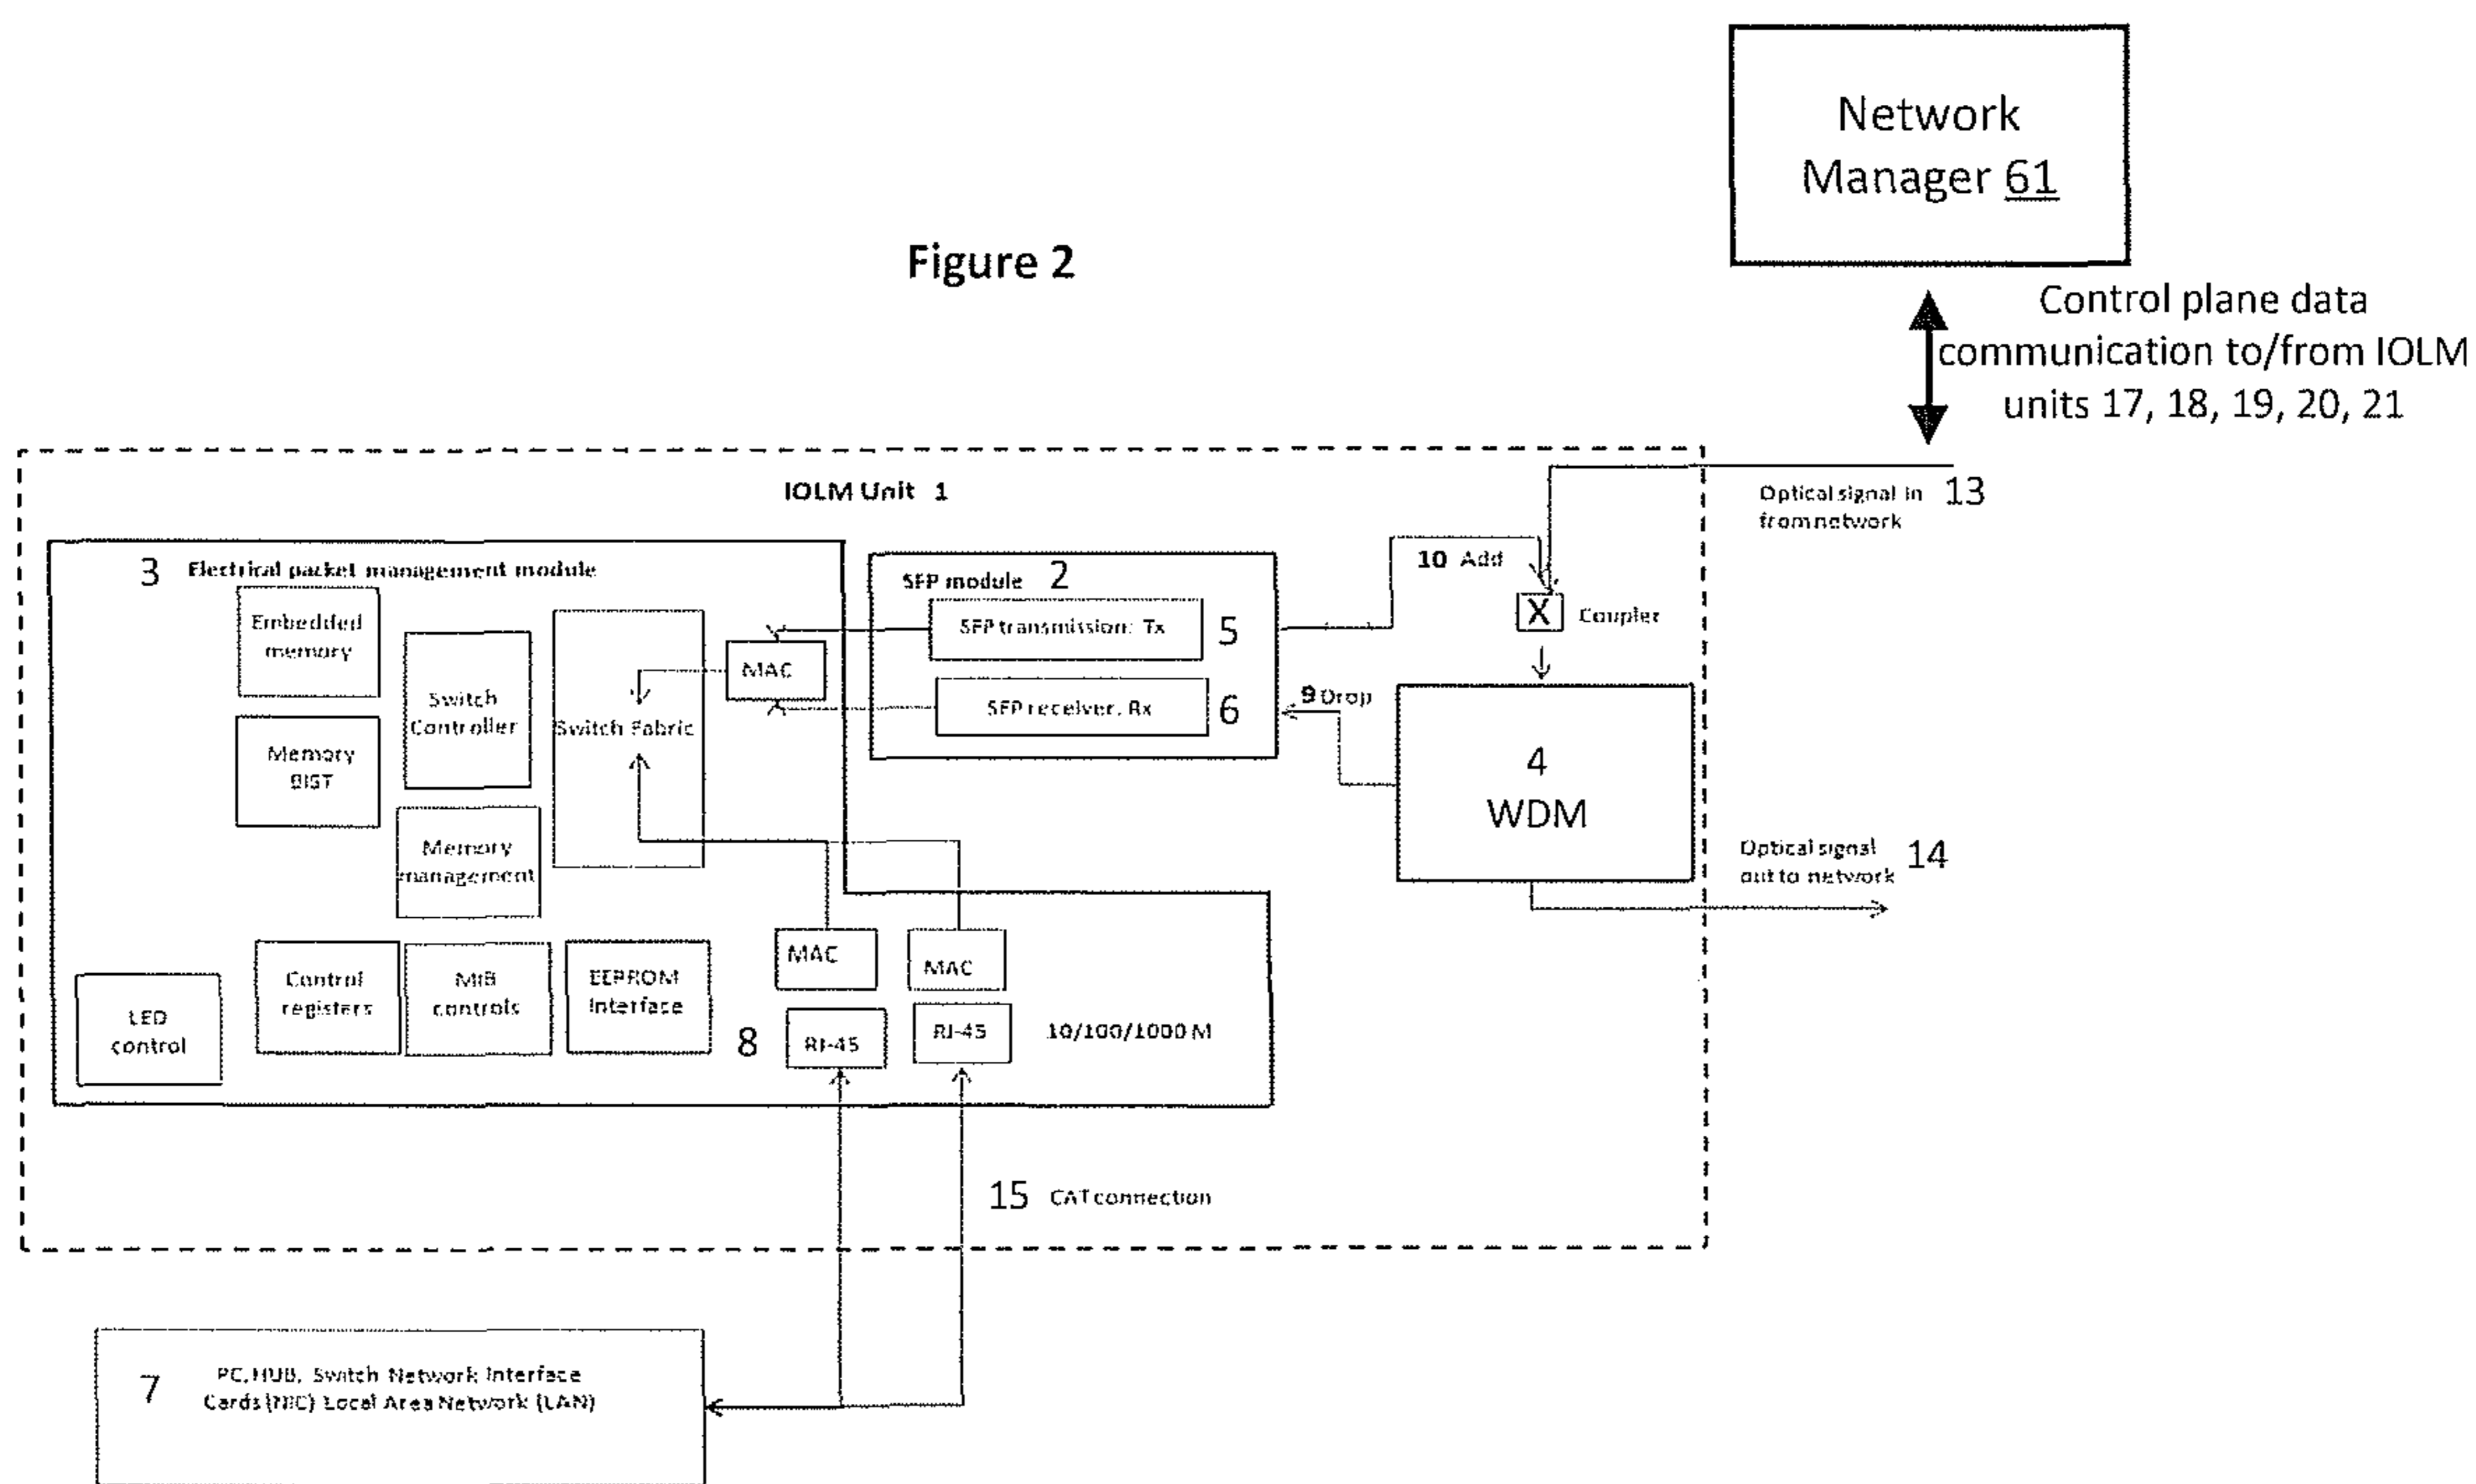 Network
Manager 61
Figure 2
Control plane data
communication to/from IOLM
units 17, 18, 19, 20, 21
IOLM Unit 1
Optical signal in 13
from network
3 Electrical packet management module
SFP module 2
10 Add
Embedded
memory
SFP transmission: Tx 5
X Coupler
MAC
Switch
Controller
Switch Fabric
SFP receiver. Rx 6
9 Drop
Memory
BIST
4
WDM
Memory
management
Optical signal 14
out to network
MAC
MAC
Control
registers
MIB
controls
EEPROM
Interface
LED
control
8
RJ-45
RJ-45
10/100/1000 M
15 CAT connection
7 PC, HUB, Switch Network Interface
Cards (NIC) Local Area Network (LAN)